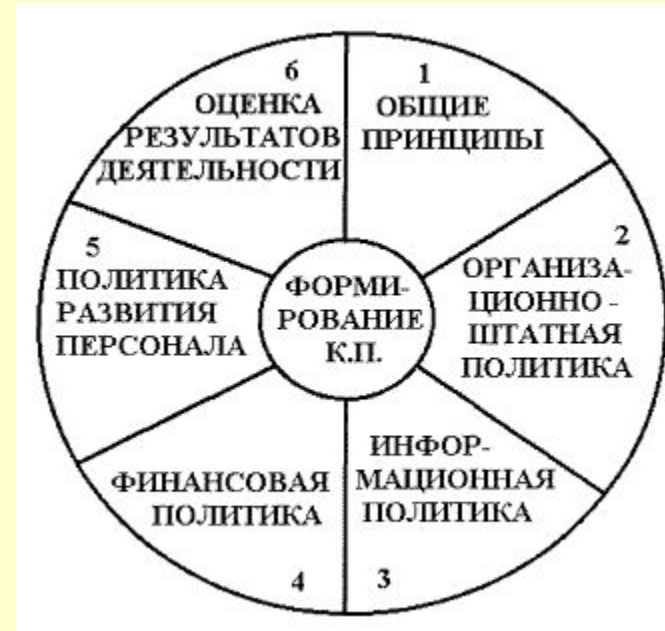 1
ОБЩИЕ
ПРИНЦИПЫ
2
ОРГАНИЗА-
ЦИОННО -
ШТАТНАЯ
ПОЛИТИКА
ИНФОР-
МАЦИОННАЯ
ПОЛИТИКА
3
ФИНАНСОВАЯ
ПОЛИТИКА
4
5
ПОЛИТИКА
РАЗВИТИЯ
ПЕРСОНАЛА
6
ОЦЕНКА
РЕЗУЛЬТАТОВ
ДЕЯТЕЛЬНОСТИ
ФОРМИ-
РОВАНИЕ
К.П.